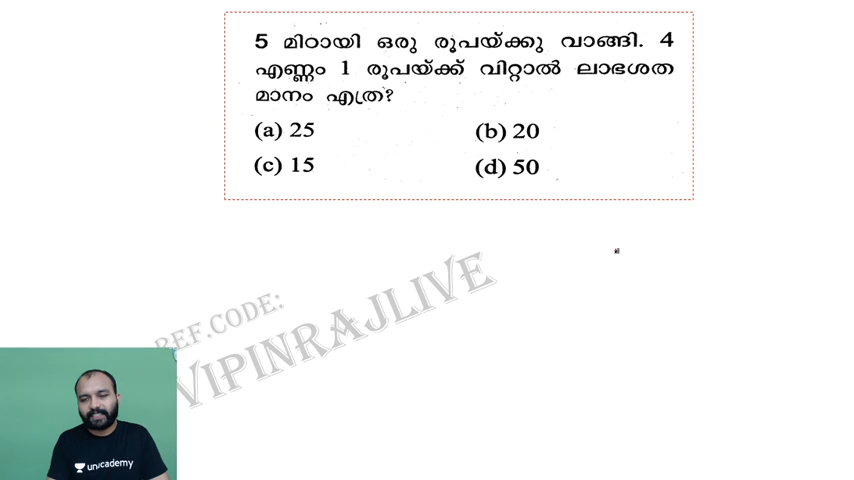 5 മിഠായി ഒരു രൂപയ്ക്കു വാങ്ങി. 4
എണ്ണം 1 രൂപയ്ക്ക് വിറ്റാൽ ലാഭശത
മാനം എത്ര?
(a) 25 (b) 20
(c) 15 (d) 50
REF.CODE:
VIPINRAJLIVE
unacademy